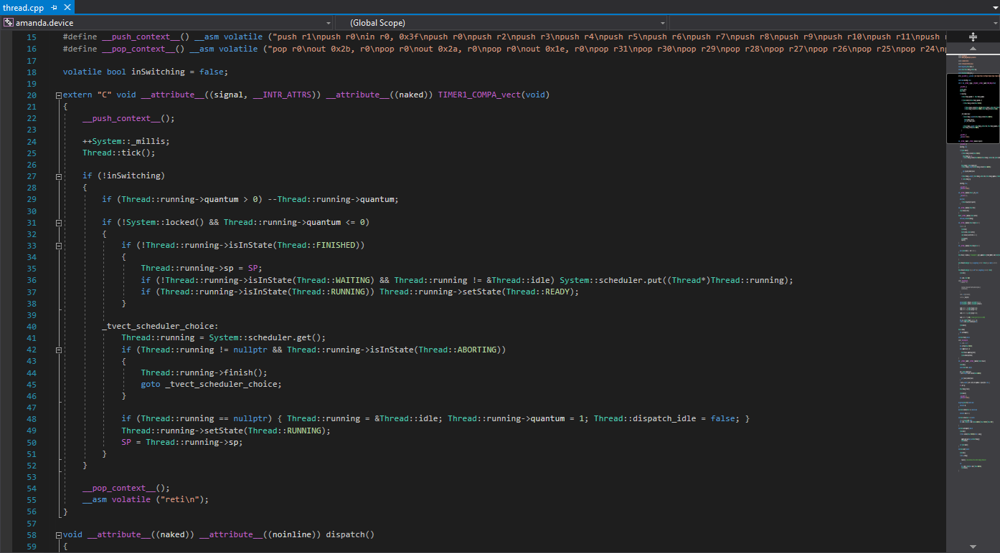 thread.cpp
amanda.device
(Global Scope)
15 #define __push_context__() __asm volatile ("push r1\npush r0\nin r0, 0x3f\npush r0\npush r2\npush r3\npush r4\npush r5\npush r6\npush r7\npush r8\npush r9\npush r10\npush r11\npush r
16 #define __pop_context__() __asm volatile ("pop r0\nout 0x2b, r0\npop r0\nout 0x2a, r0\npop r0\nout 0x1e, r0\npop r31\npop r30\npop r29\npop r28\npop r27\npop r26\npop r25\npop r24\n
17
18 volatile bool inSwitching = false;
19
20 extern "C" void __attribute__((signal, __INTR_ATTRS)) __attribute__((naked)) TIMER1_COMPA_vect(void)
21 {
22 __push_context__();
23
24 ++System::_millis;
25 Thread::tick();
26
27 if (!inSwitching)
28 {
29 if (Thread::running->quantum > 0) --Thread::running->quantum;
30
31 if (!System::locked() && Thread::running->quantum <= 0)
32 {
33 if (!Thread::running->isInState(Thread::FINISHED))
34 {
35 Thread::running->sp = SP;
36 if (!Thread::running->isInState(Thread::WAITING) && Thread::running != &Thread::idle) System::scheduler.put((Thread*)Thread::running);
37 if (Thread::running->isInState(Thread::RUNNING)) Thread::running->setState(Thread::READY);
38 }
39
40 _tvect_scheduler_choice:
41 Thread::running = System::scheduler.get();
42 if (Thread::running != nullptr && Thread::running->isInState(Thread::ABORTING))
43 {
44 Thread::running->finish();
45 goto _tvect_scheduler_choice;
46 }
47
48 if (Thread::running == nullptr) { Thread::running = &Thread::idle; Thread::running->quantum = 1; Thread::dispatch_idle = false; }
49 Thread::running->setState(Thread::RUNNING);
50 SP = Thread::running->sp;
51 }
52 }
53
54 __pop_context__();
55 __asm volatile ("reti\n");
56 }
57
58 void __attribute__((naked)) __attribute__((noinline)) dispatch()
59 {